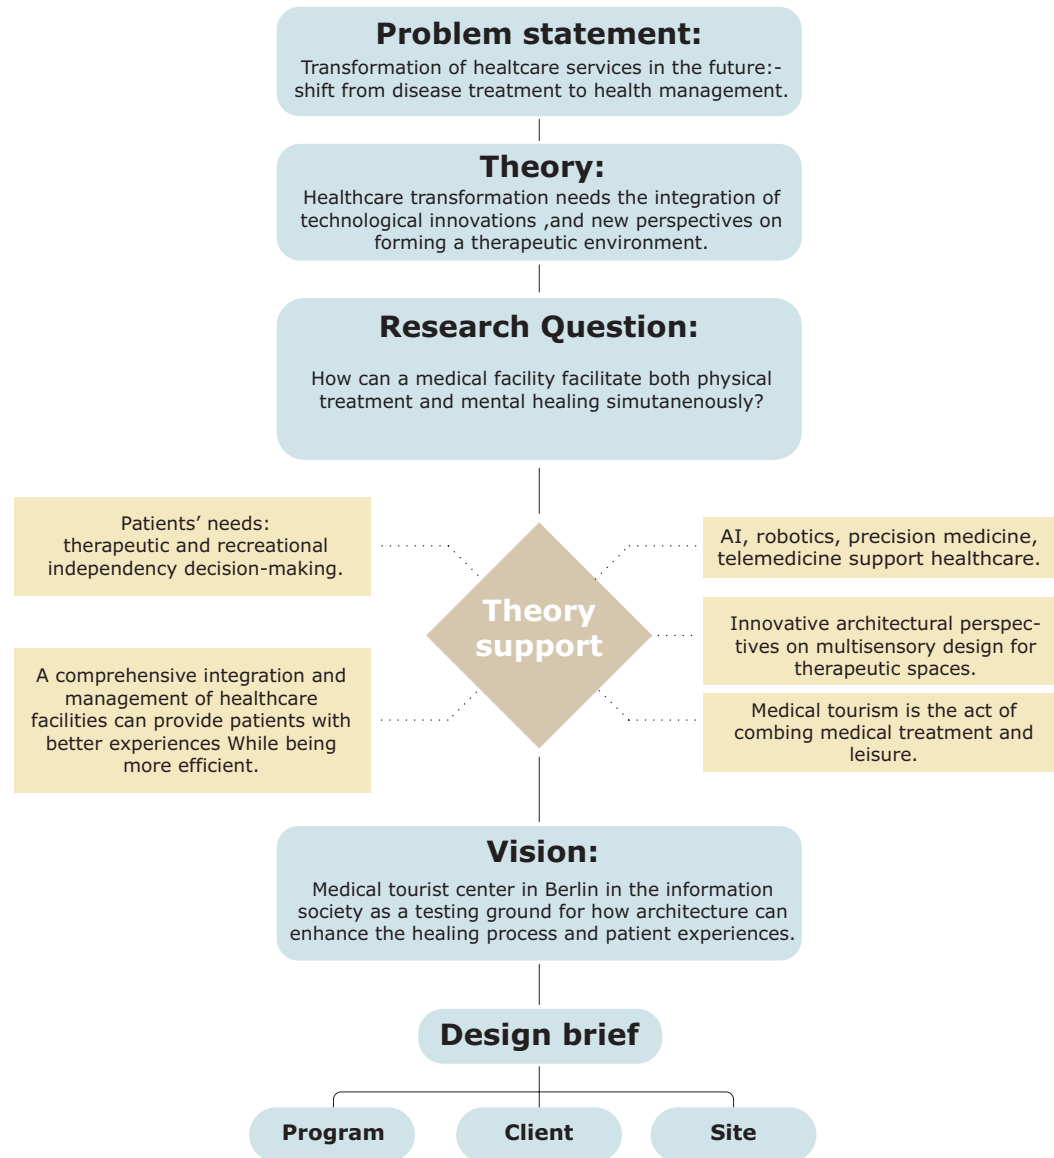 Problem statement:
Transformation of healtcare services in the future:-
shift from disease treatment to health management.
Theory:
Healthcare transformation needs the integration of
technological innovations ,and new perspectives on
forming a therapeutic environment.
Research Question:
How can a medical facility facilitate both physical
treatment and mental healing simutanenously?
Patients’ needs:
therapeutic and recreational
independency decision-making.
A comprehensive integration and
management of healthcare
facilities can provide patients with
better experiences While being
more efficient.
Theory
support
AI, robotics, precision medicine,
telemedicine support healthcare.
Innovative architectural perspec-
tives on multisensory design for
therapeutic spaces.
Medical tourism is the act of
combing medical treatment and
leisure.
Vision:
Medical tourist center in Berlin in the information
society as a testing ground for how architecture can
enhance the healing process and patient experiences.
Design brief
Program
Client
Site